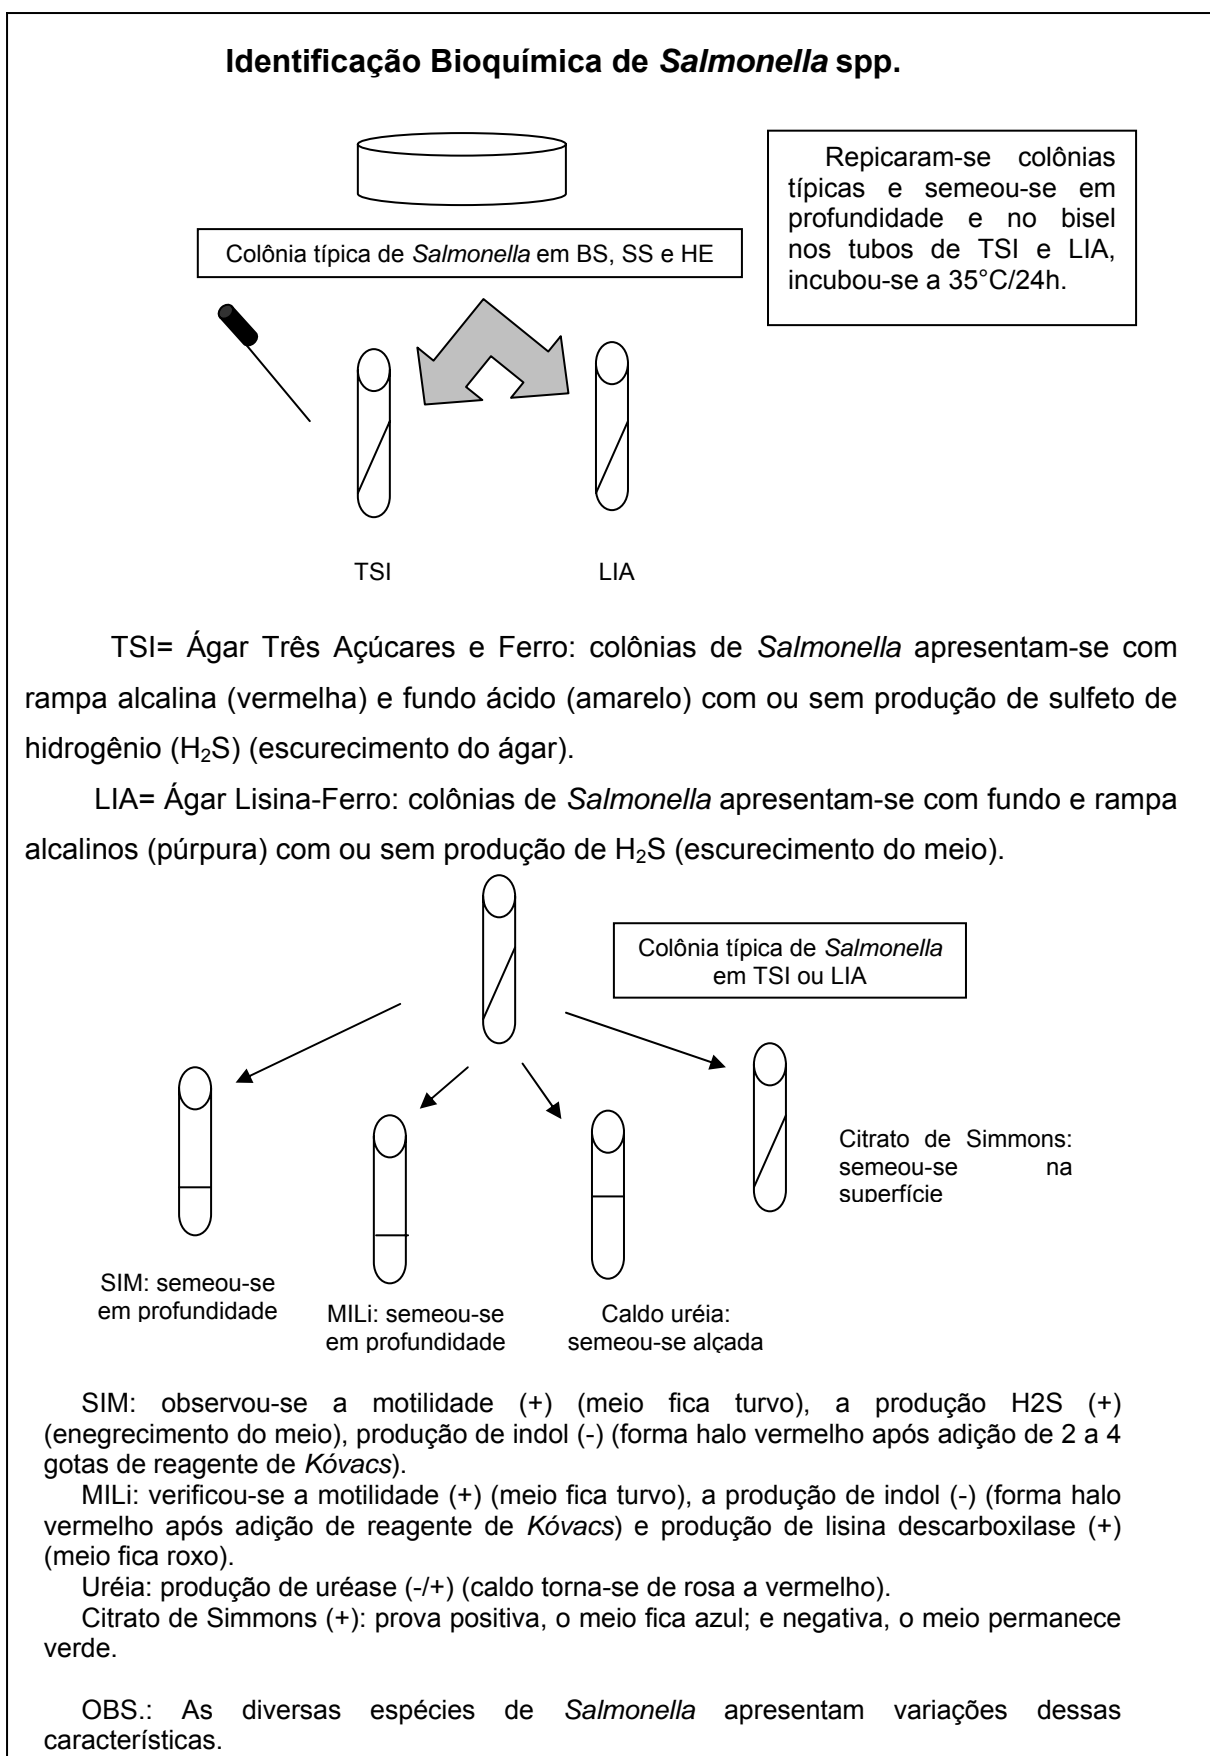 Identificação Bioquímica de Salmonella spp.
Repicaram-se colônias
típicas e semeou-se em
profundidade e no bisel
nos tubos de TSI e LIA,
incubou-se a 35°C/24h.
Colônia típica de Salmonella em BS, SS e HE
TSI
LIA
TSI= Ágar Três Açúcares e Ferro: colônias de Salmonella apresentam-se com
rampa alcalina (vermelha) e fundo ácido (amarelo) com ou sem produção de sulfeto de
hidrogênio (H₂S) (escurecimento do ágar).
LIA= Ágar Lisina-Ferro: colônias de Salmonella apresentam-se com fundo e rampa
alcalinos (púrpura) com ou sem produção de H₂S (escurecimento do meio).
Colônia típica de Salmonella
em TSI ou LIA
Citrato de Simmons:
semeou-se na
superfície
SIM: semeou-se
em profundidade
MILi: semeou-se
em profundidade
Caldo uréia:
semeou-se alçada
SIM: observou-se a motilidade (+) (meio fica turvo), a produção H2S (+)
(enegrecimento do meio), produção de indol (-) (forma halo vermelho após adição de 2 a 4
gotas de reagente de Kóvacs).
MILi: verificou-se a motilidade (+) (meio fica turvo), a produção de indol (-) (forma halo
vermelho após adição de reagente de Kóvacs) e produção de lisina descarboxilase (+)
(meio fica roxo).
Uréia: produção de uréase (-/+) (caldo torna-se de rosa a vermelho).
Citrato de Simmons (+): prova positiva, o meio fica azul; e negativa, o meio permanece
verde.
OBS.: As diversas espécies de Salmonella apresentam variações dessas
características.